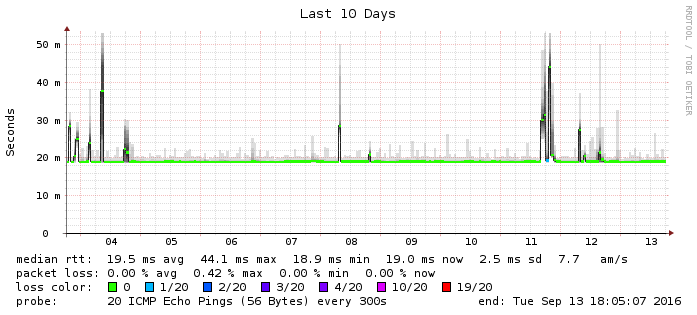 Last 10 Days
RRDTOOL / TOBI OETIKER
Seconds
50 m
40 m
30 m
20 m
10 m
0
04 05 06 07 08 09 10 11 12 13
median rtt: 19.5 ms avg 44.1 ms max 18.9 ms min 19.0 ms now 2.5 ms sd 7.7 am/s
packet loss: 0.00 % avg 0.42 % max 0.00 % min 0.00 % now
loss color: 0 1/20 2/20 3/20 4/20 10/20 19/20
probe: 20 ICMP Echo Pings (56 Bytes) every 300s end: Tue Sep 13 18:05:07 2016